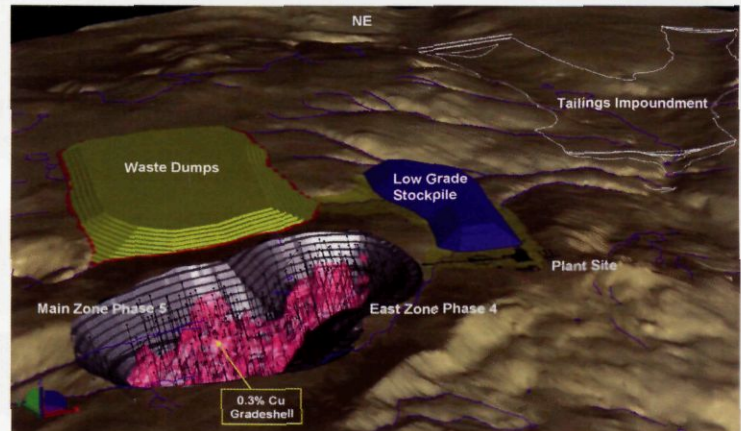 NE
Tailings Impoundment
Waste Dumps
Low Grade
Stockpile
Plant Site
Main Zone Phase 5
East Zone Phase 4
0.3% Cu
Gradeshell